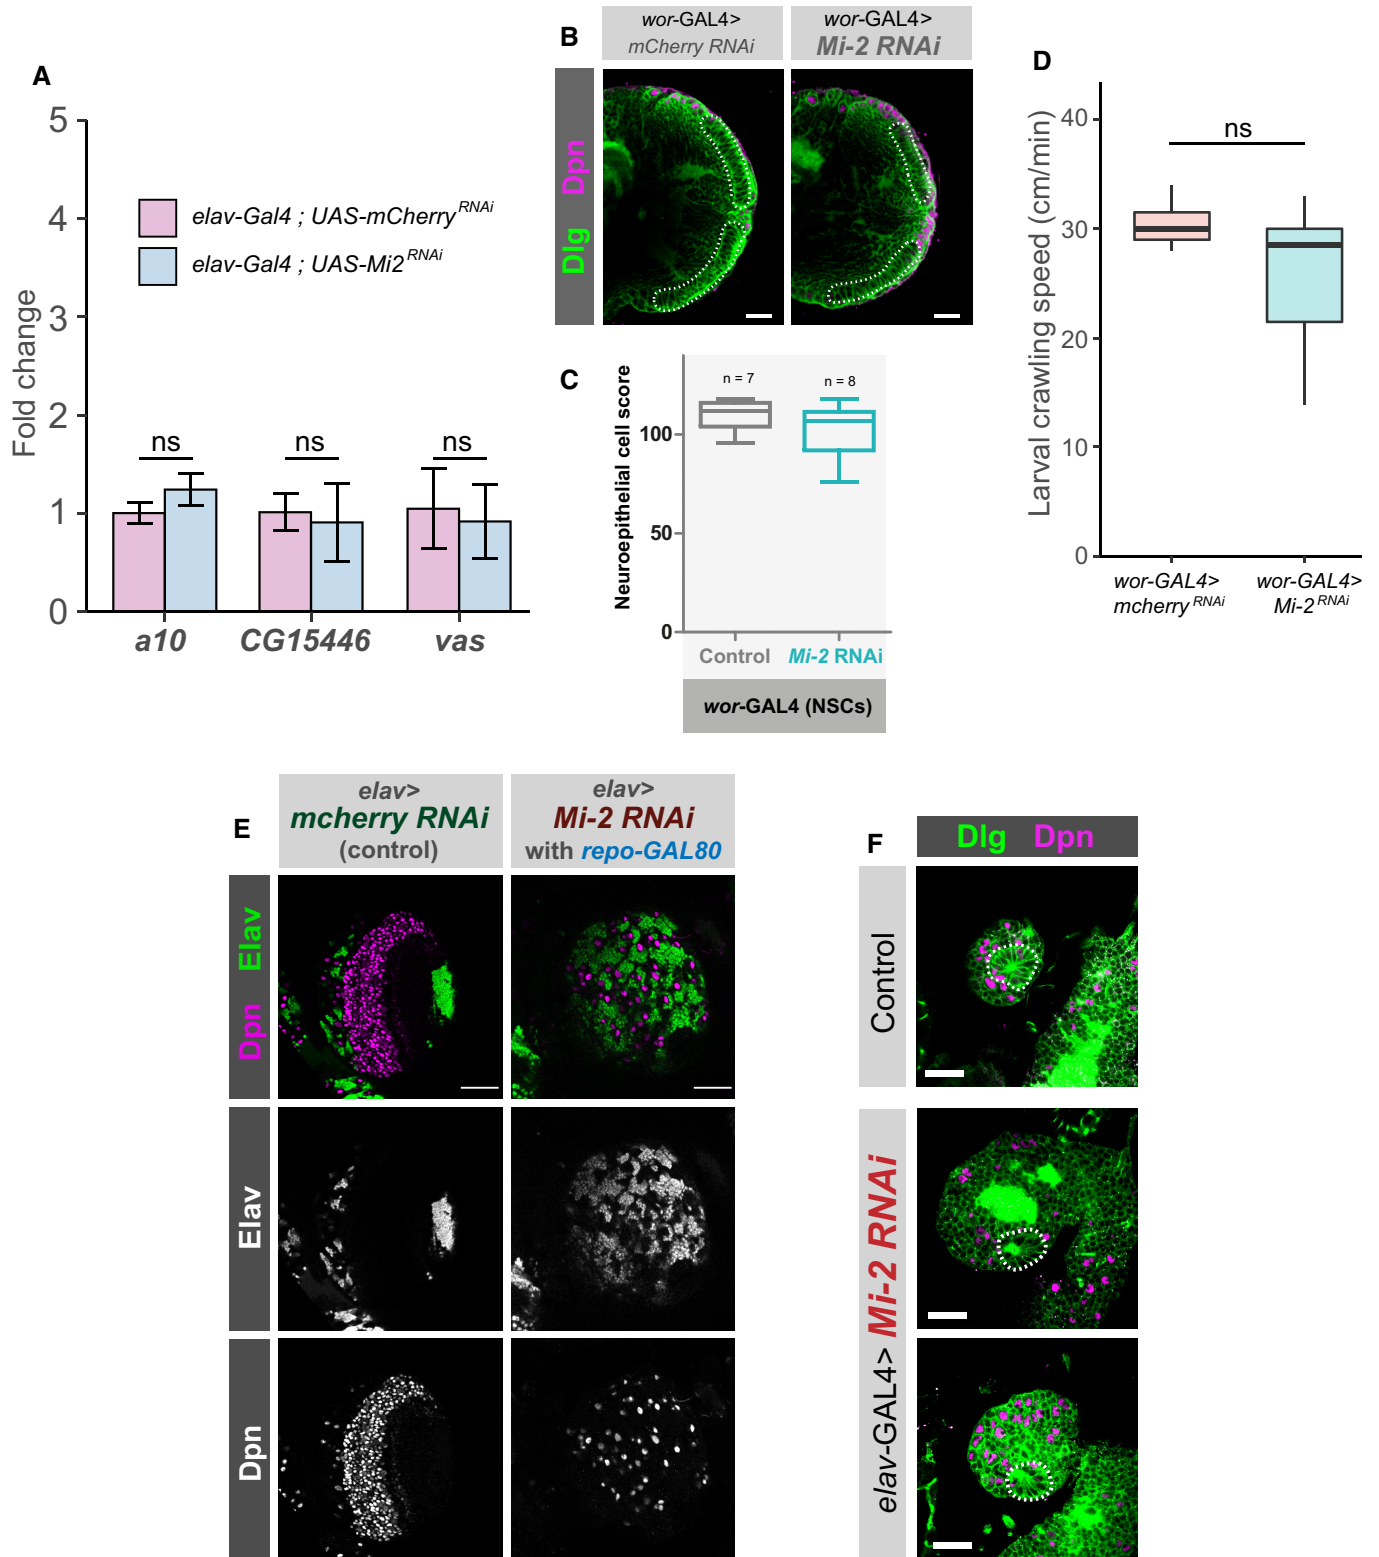 A
5
4
3
2
1
0
Fold change
elav-Gal4 ; UAS-mCherry RNAi
elav-Gal4 ; UAS-Mi2 RNAi
ns
ns
ns
a10
CG15446
vas
B
wor-GAL4>
mCherry RNAi
wor-GAL4>
Mi-2 RNAi
Dlg Dpn
C
Neuroepithelial cell score
100
50
0
n = 7
n = 8
Control
Mi-2 RNAi
wor-GAL4 (NSCs)
D
Larval crawling speed (cm/min)
40
30
20
10
0
ns
wor-GAL4>
mcherry RNAi
wor-GAL4>
Mi-2 RNAi
E
elav>
mcherry RNAi
(control)
elav>
Mi-2 RNAi
with repo-GAL80
Dpn Elav
Elav
Dpn
F
Dlg Dpn
Control
elav-GAL4> Mi-2 RNAi